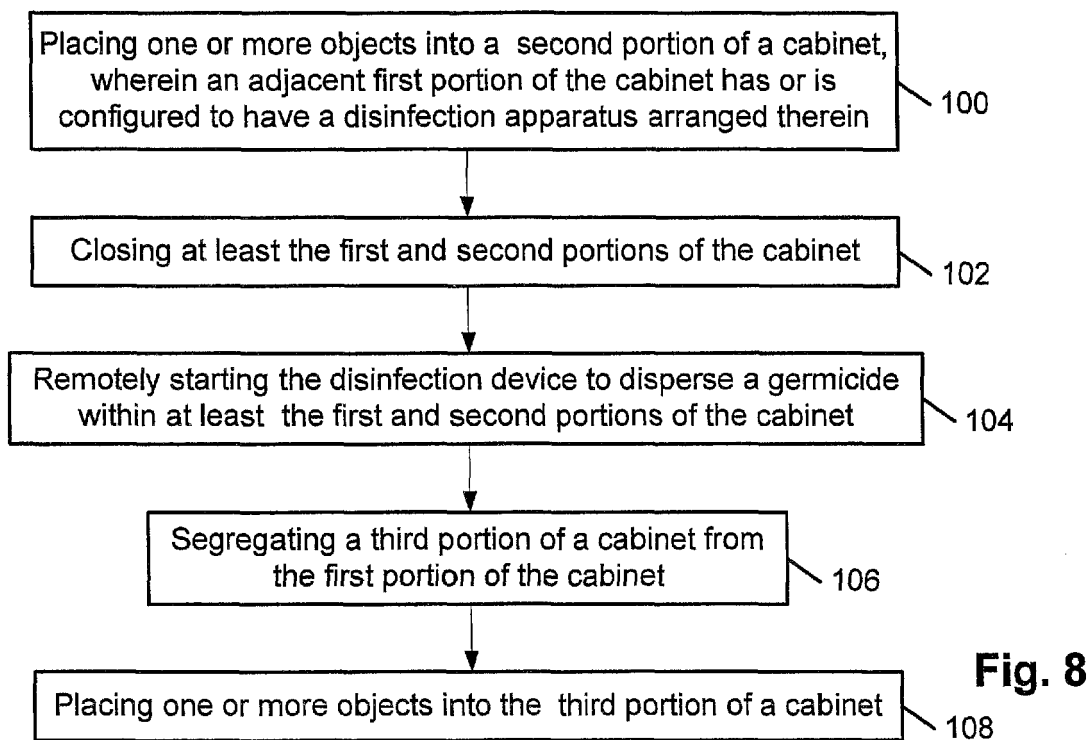 Placing one or more objects into a second portion of a cabinet,
wherein an adjacent first portion of the cabinet has or is
configured to have a disinfection apparatus arranged therein
100
Closing at least the first and second portions of the cabinet
102
Remotely starting the disinfection device to disperse a germicide
within at least the first and second portions of the cabinet
104
Segregating a third portion of a cabinet from
the first portion of the cabinet
106
Placing one or more objects into the third portion of a cabinet
108
Fig. 8